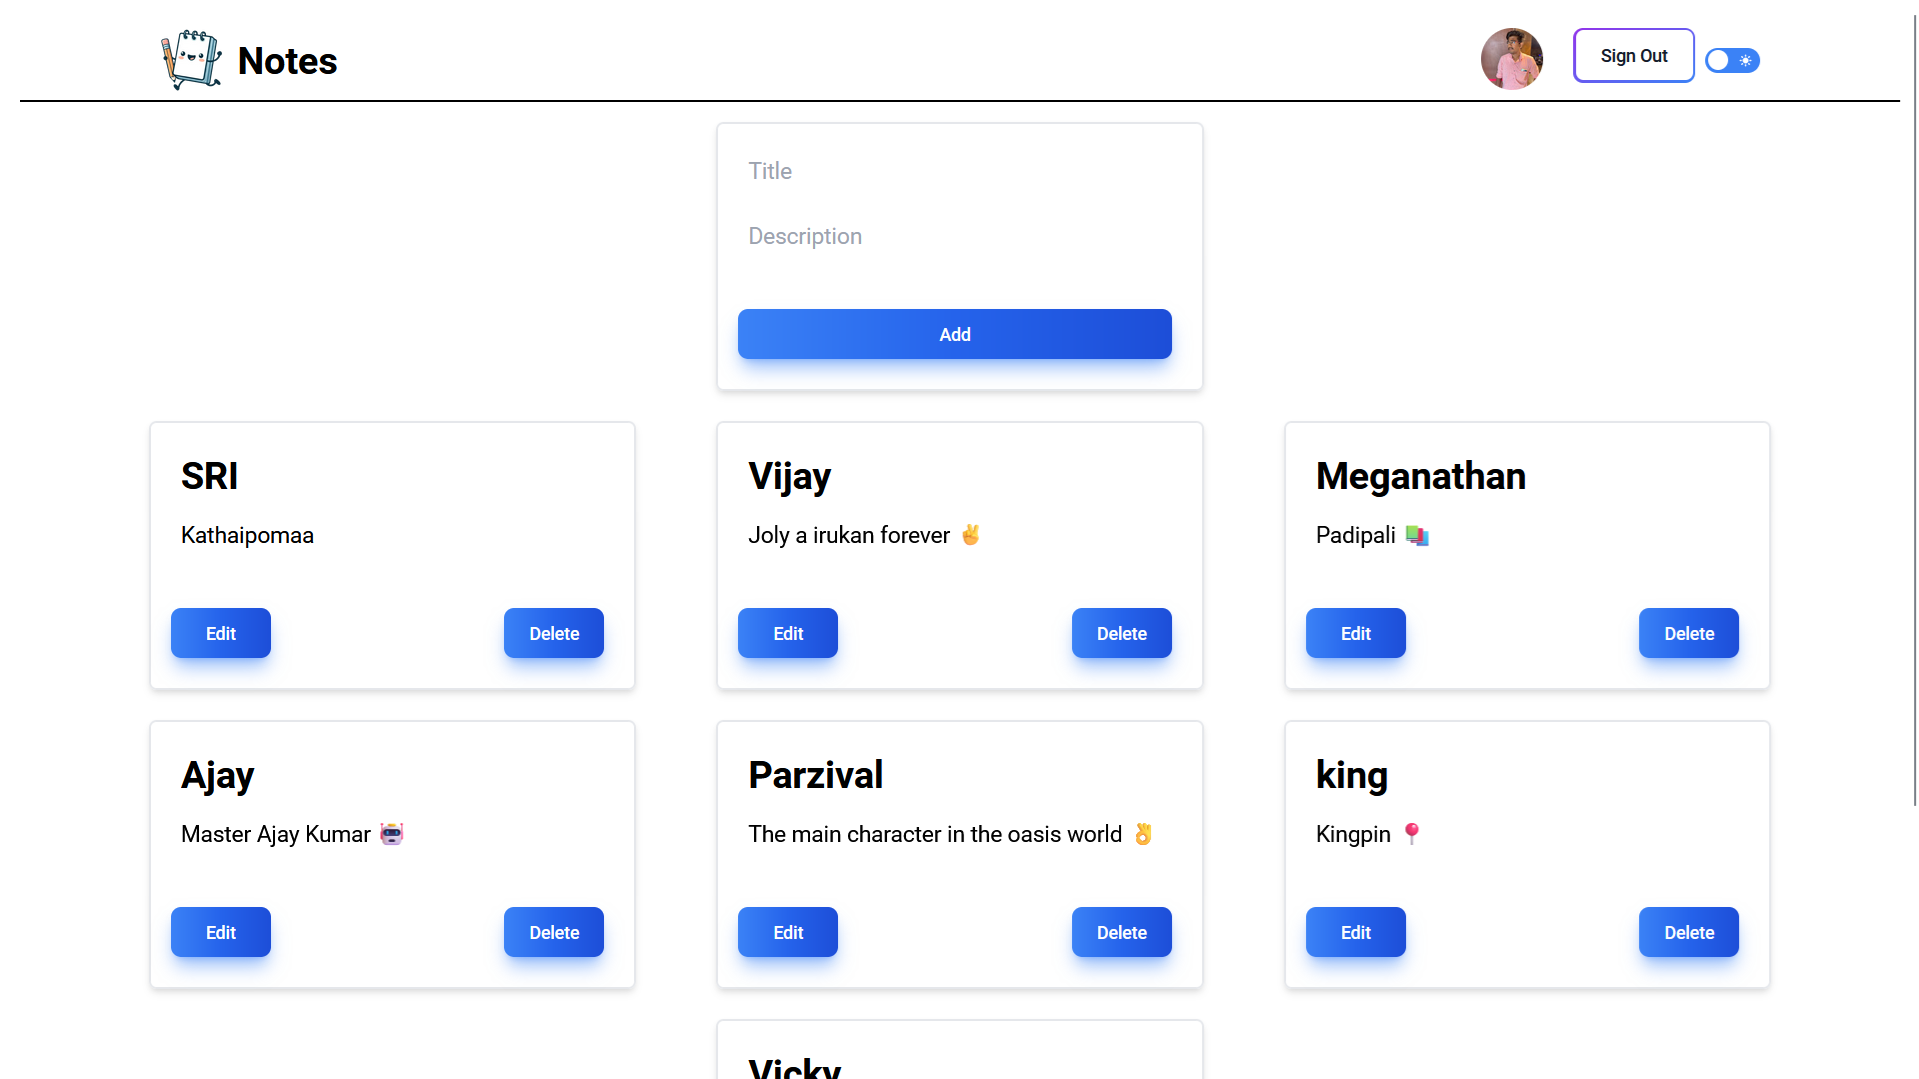 Notes
Sign Out
Title
Description
Add
SRI
Kathaipomaa
Edit
Delete
Vijay
Joly a irukan forever ✌️
Edit
Delete
Meganathan
Padipali 📚
Edit
Delete
Ajay
Master Ajay Kumar 🤖
Edit
Delete
Parzival
The main character in the oasis world 👌
Edit
Delete
king
Kingpin 📍
Edit
Delete
Vicky